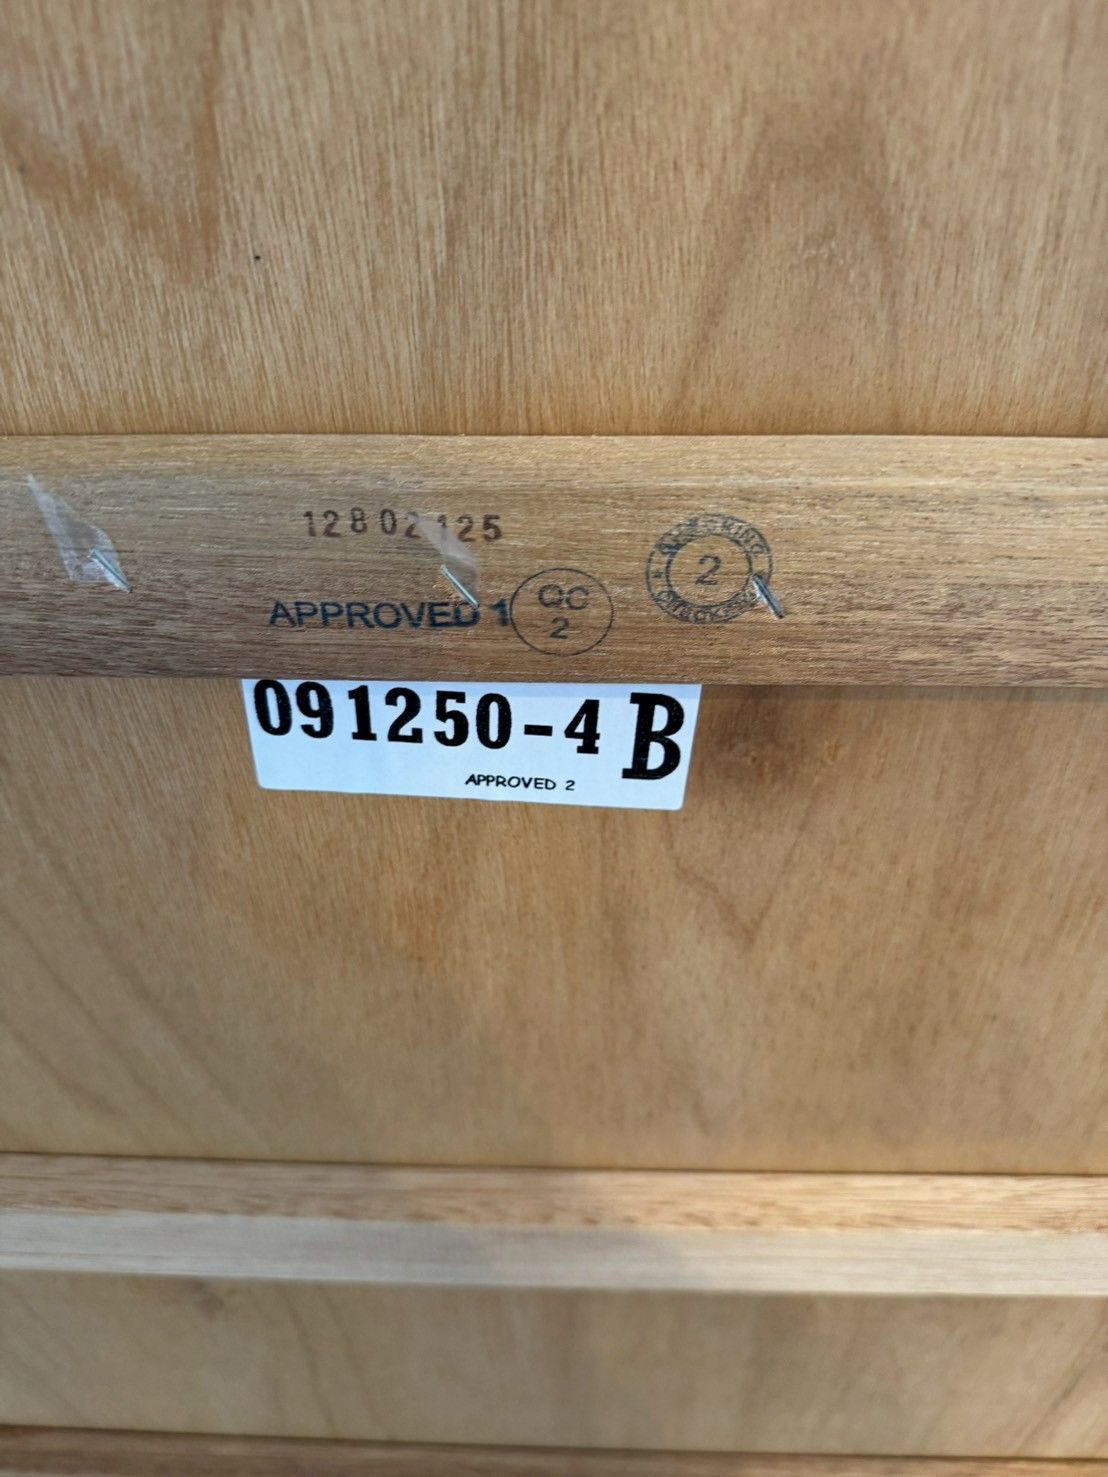 12802125
APPROVED 1
QC
2
2
091250-4 B
APPROVED 2